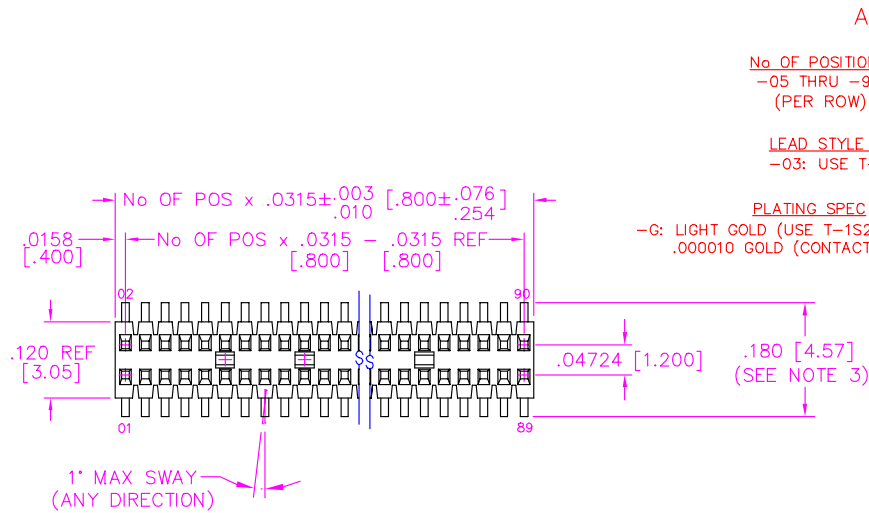 A
No OF POSITION
-05 THRU -9
(PER ROW)
LEAD STYLE
-03: USE T-
PLATING SPEC
-G: LIGHT GOLD (USE T-1S2
.000010 GOLD (CONTACT
No OF POS x .0315±.003 [.800±.076]
.010 .254
.0158
[.400]
No OF POS x .0315 - .0315 REF
[.800] [.800]
02
90
.120 REF
[3.05]
S
S
.04724 [1.200]
.180 [4.57]
(SEE NOTE 3)
01
89
1° MAX SWAY
(ANY DIRECTION)